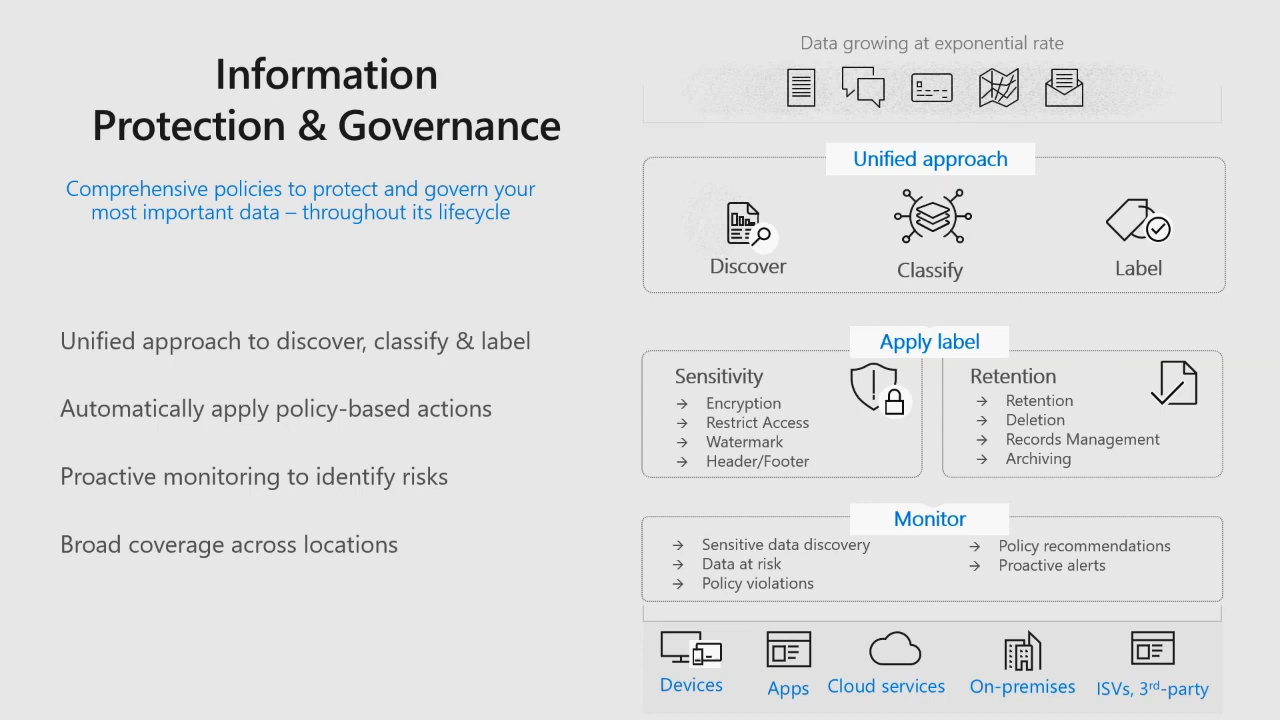 Information
Protection & Governance
Comprehensive policies to protect and govern your
most important data – throughout its lifecycle
Unified approach to discover, classify & label
Automatically apply policy-based actions
Proactive monitoring to identify risks
Broad coverage across locations
Data growing at exponential rate
Unified approach
Discover
Classify
Label
Apply label
Sensitivity
→ Encryption
→ Restrict Access
→ Watermark
→ Header/Footer
Retention
→ Retention
→ Deletion
→ Records Management
→ Archiving
Monitor
→ Sensitive data discovery
→ Data at risk
→ Policy violations
→ Policy recommendations
→ Proactive alerts
Devices
Apps
Cloud services
On-premises
ISVs, 3rd-party